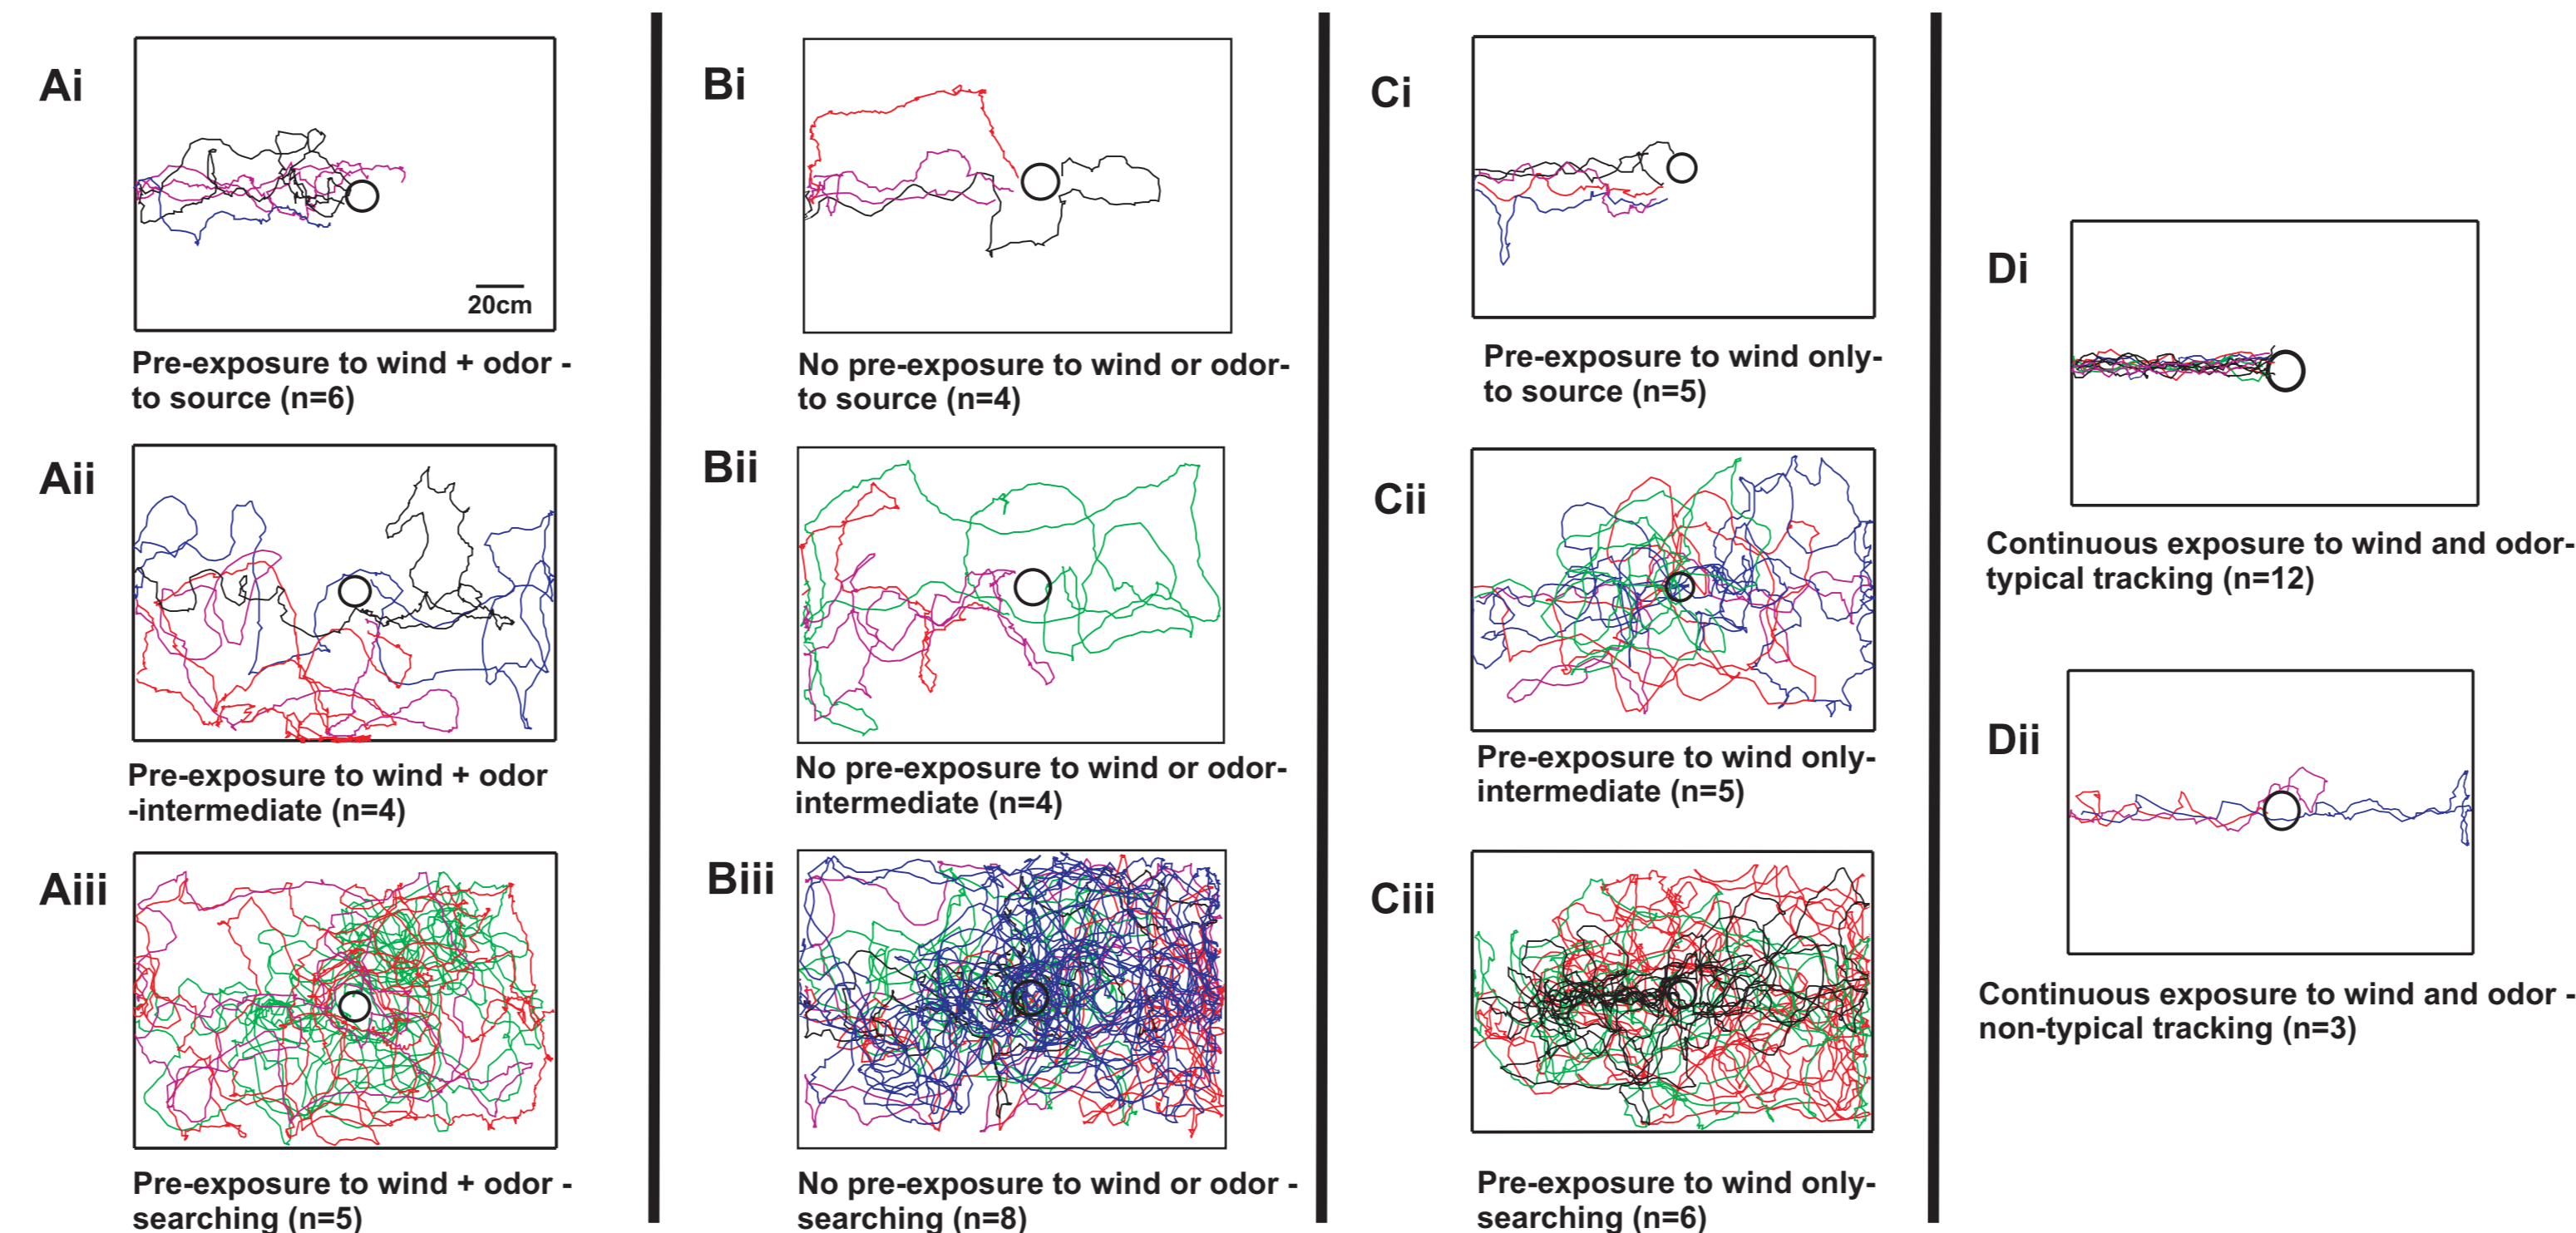 Ai
20cm
Pre-exposure to wind + odor -
to source (n=6)
Aii
Pre-exposure to wind + odor
-intermediate (n=4)
Aiii
Pre-exposure to wind + odor -
searching (n=5)
Bi
No pre-exposure to wind or odor-
to source (n=4)
Bii
No pre-exposure to wind or odor-
intermediate (n=4)
Biii
No pre-exposure to wind or odor -
searching (n=8)
Ci
Pre-exposure to wind only-
to source (n=5)
Cii
Pre-exposure to wind only-
intermediate (n=5)
Ciii
Pre-exposure to wind only-
searching (n=6)
Di
Continuous exposure to wind and odor-
typical tracking (n=12)
Dii
Continuous exposure to wind and odor -
non-typical tracking (n=3)